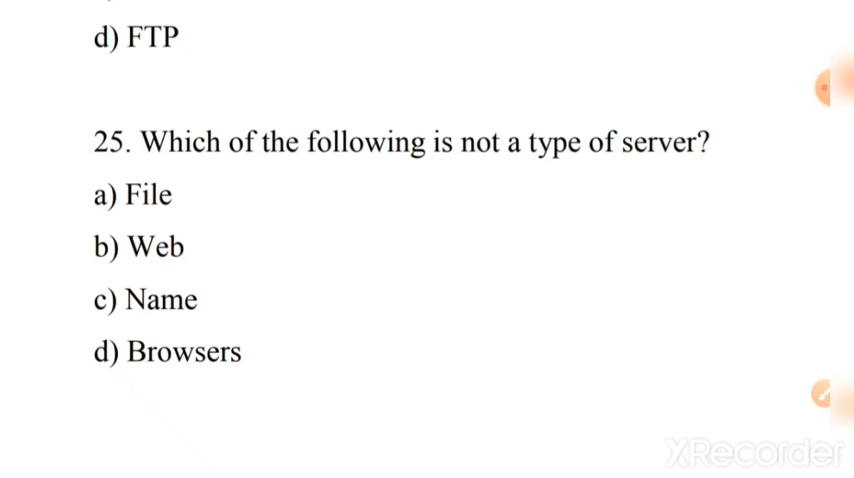 d) FTP
25. Which of the following is not a type of server?
a) File
b) Web
c) Name
d) Browsers
XRecorder